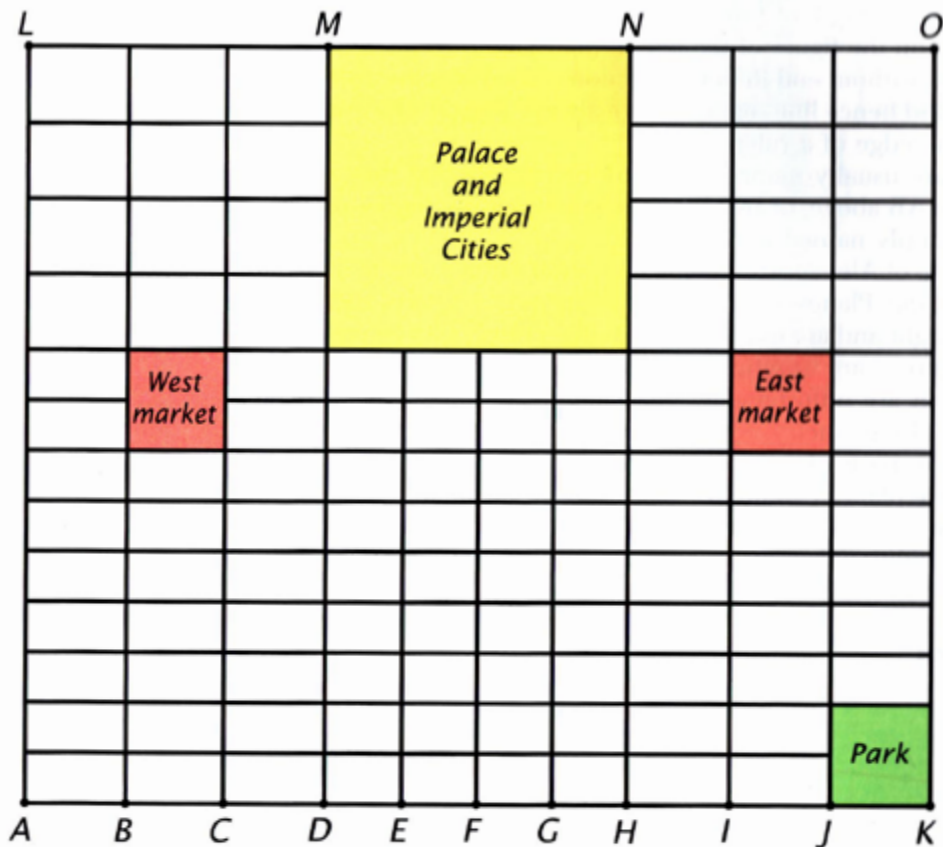 L M N O
Palace
and
Imperial
Cities
West
market
East
market
Park
A B C D E F G H I J K